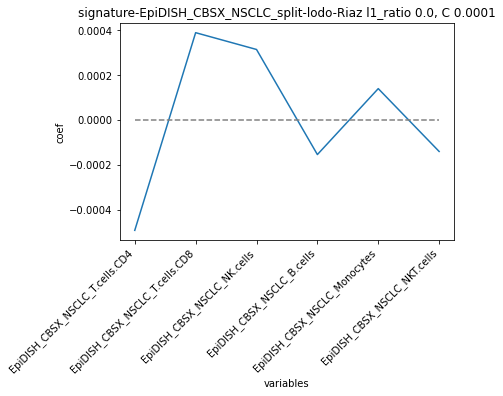 signature-EpiDISH_CBSX_NSCLC_split-lodo-Riaz l1_ratio 0.0, C 0.0001
0.0004
0.0002
0.0000
−0.0002
−0.0004
coef
EpiDISH_CBSX_NSCLC_T.cells.CD4
EpiDISH_CBSX_NSCLC_T.cells.CD8
EpiDISH_CBSX_NSCLC_NK.cells
EpiDISH_CBSX_NSCLC_B.cells
EpiDISH_CBSX_NSCLC_Monocytes
EpiDISH_CBSX_NSCLC_NKT.cells
variables